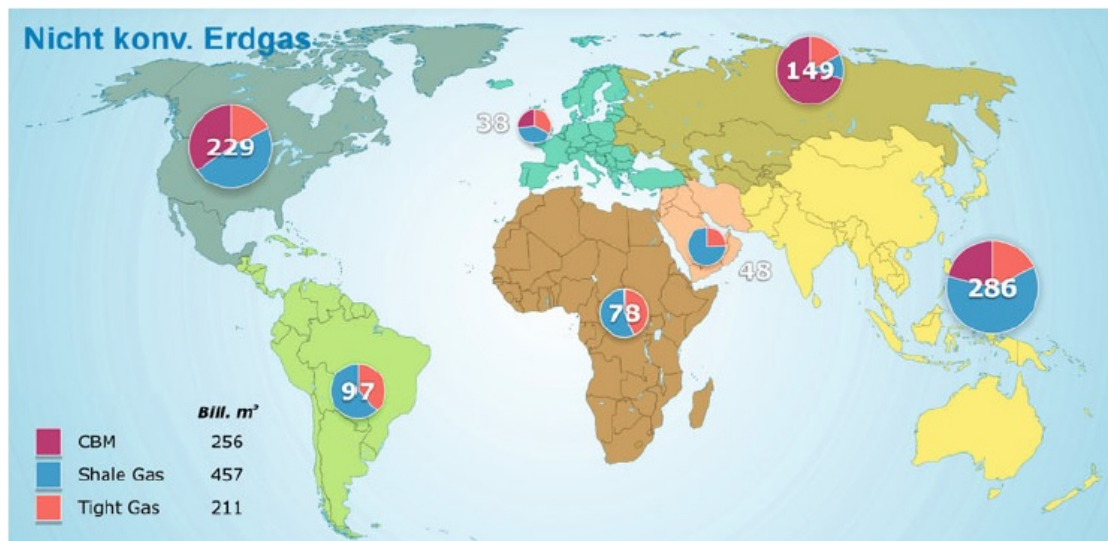 Nicht konv. Erdgas
149
38
229
48
286
78
97
Bill. m³
CBM 256
Shale Gas 457
Tight Gas 211